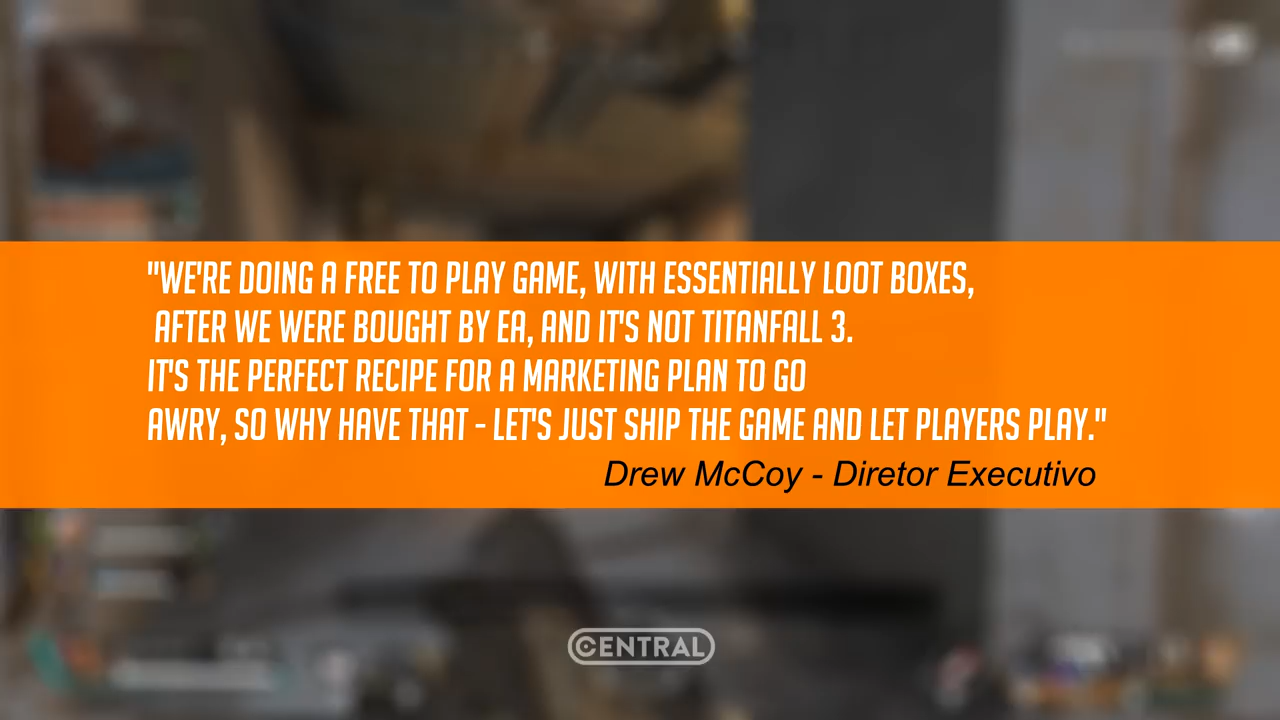 "WE'RE DOING A FREE TO PLAY GAME, WITH ESSENTIALLY LOOT BOXES,
AFTER WE WERE BOUGHT BY EA, AND IT'S NOT TITANFALL 3.
IT'S THE PERFECT RECIPE FOR A MARKETING PLAN TO GO
AWRY, SO WHY HAVE THAT - LET'S JUST SHIP THE GAME AND LET PLAYERS PLAY."
Drew McCoy - Diretor Executivo
CENTRAL